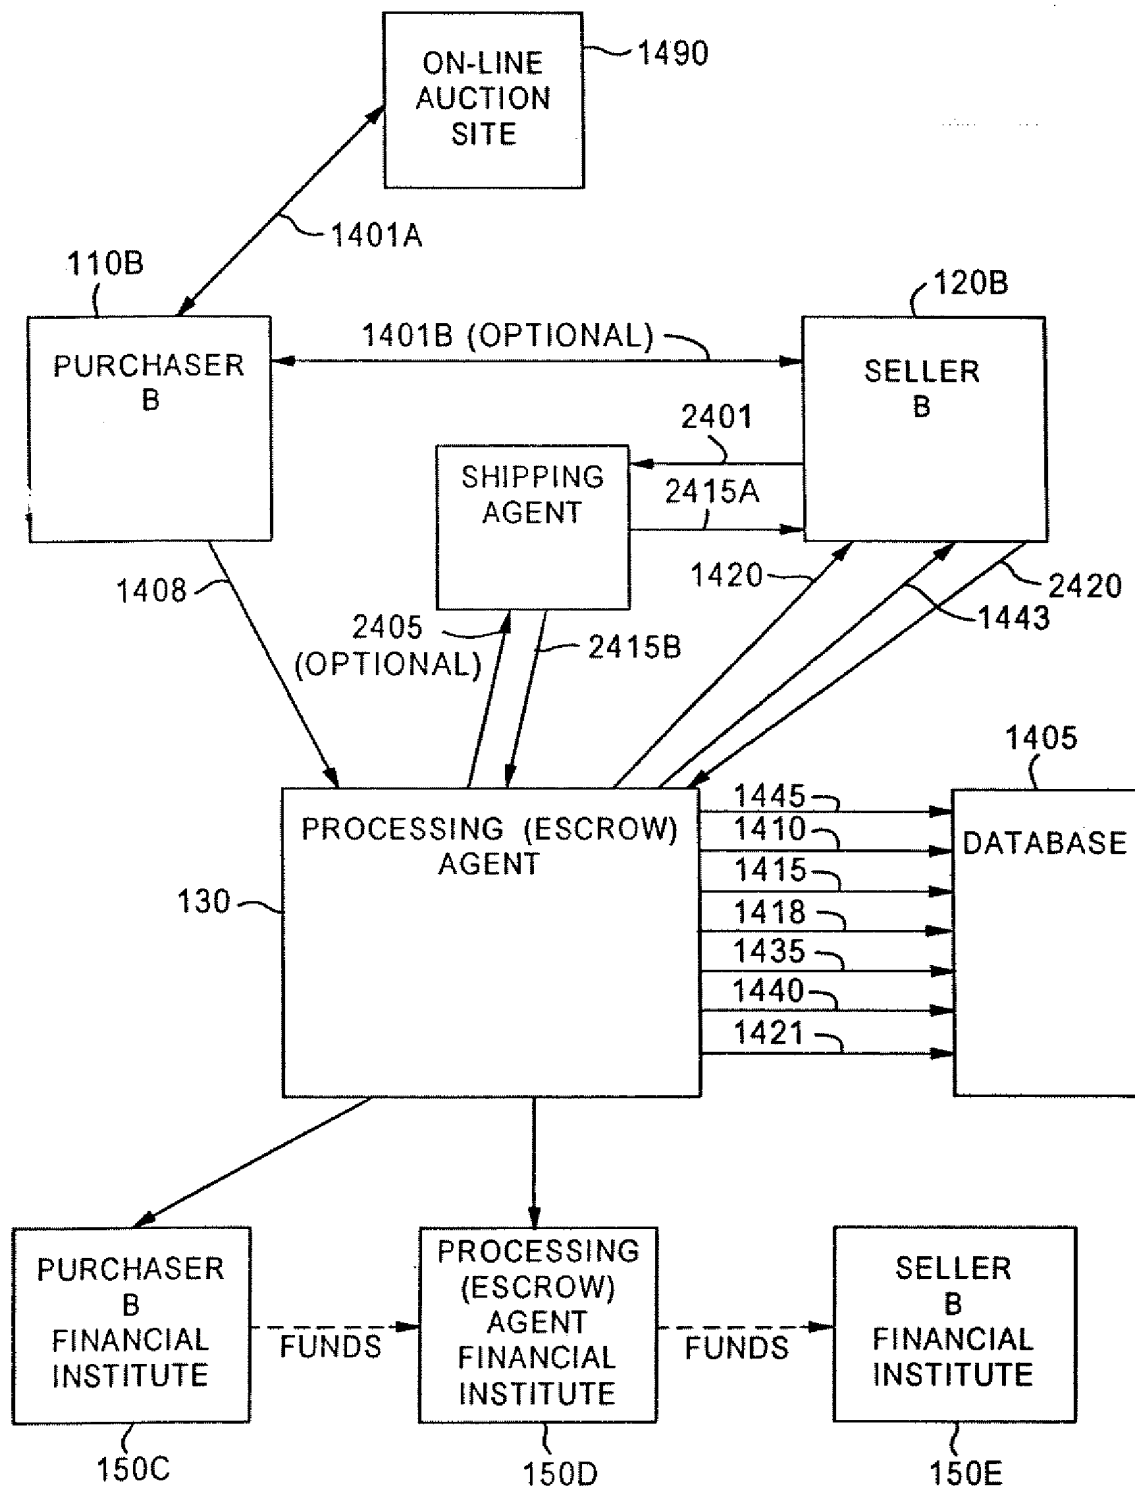 ON-LINE
AUCTION
SITE
1490
1401A
110B
120B
PURCHASER
B
1401B (OPTIONAL)
SELLER
B
2401
SHIPPING
AGENT
2415A
1408
1420
2420
1443
2405
(OPTIONAL)
2415B
1405
PROCESSING (ESCROW)
AGENT
130
1445
1410
1415
1418
1435
1440
1421
DATABASE
PURCHASER
B
FINANCIAL
INSTITUTE
FUNDS
PROCESSING
(ESCROW)
AGENT
FINANCIAL
INSTITUTE
FUNDS
SELLER
B
FINANCIAL
INSTITUTE
150C
150D
150E